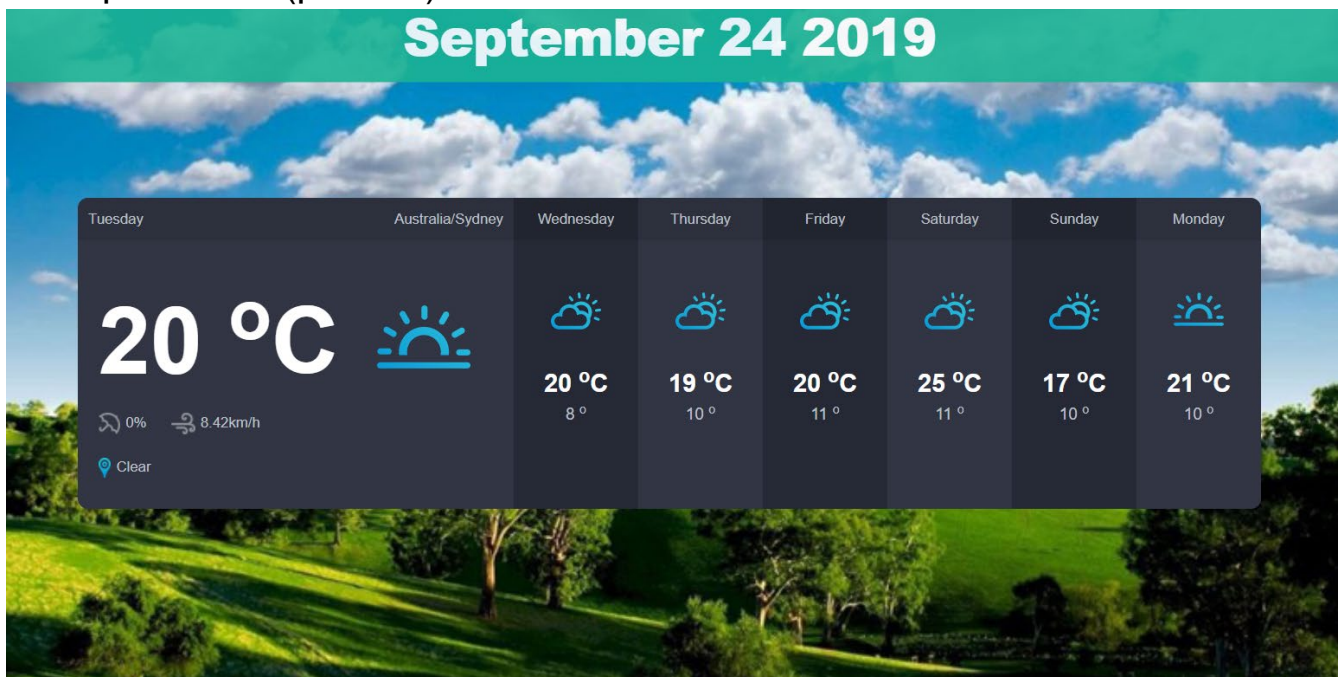 September 24 2019
Tuesday Australia/Sydney Wednesday Thursday Friday Saturday Sunday Monday
20 ºC
20 ºC 19 ºC 20 ºC 25 ºC 17 ºC 21 ºC
8 º 10 º 11 º 11 º 10 º 10 º
0% 8.42km/h
Clear